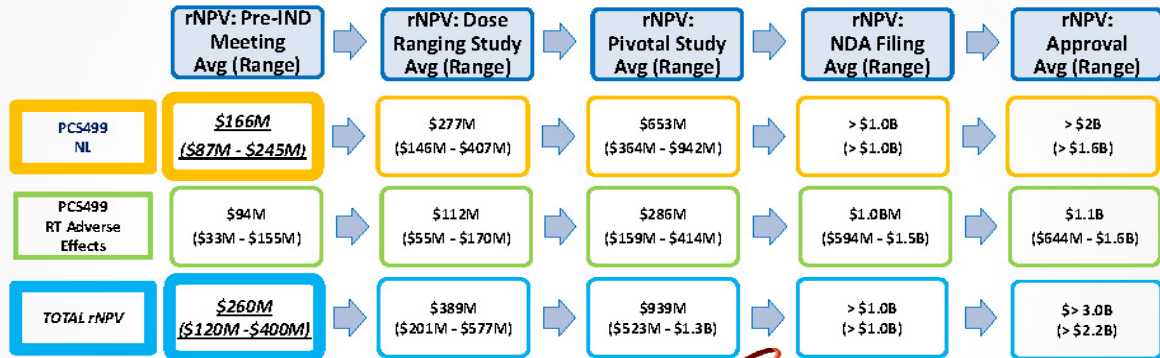 rNPV: Pre-IND
Meeting
Avg (Range)
rNPV: Dose
Ranging Study
Avg (Range)
rNPV:
Pivotal Study
Avg (Range)
rNPV:
NDA Filing
Avg (Range)
rNPV:
Approval
Avg (Range)
PCS499
NL
$166M
($87M - $245M)
$277M
($146M - $407M)
$653M
($364M - $942M)
> $1.0B
(> $1.0B)
> $2B
(> $1.6B)
PCS499
RT Adverse
Effects
$94M
($33M - $155M)
$112M
($55M - $170M)
$286M
($159M - $414M)
$1.0BM
($594M - $1.5B)
$1.1B
($644M - $1.6B)
TOTAL rNPV
$260M
($120M -$400M)
$389M
($201M - $577M)
$939M
($523M - $1.3B)
> $1.0B
(> $1.0B)
$> 3.0B
(> $2.2B)